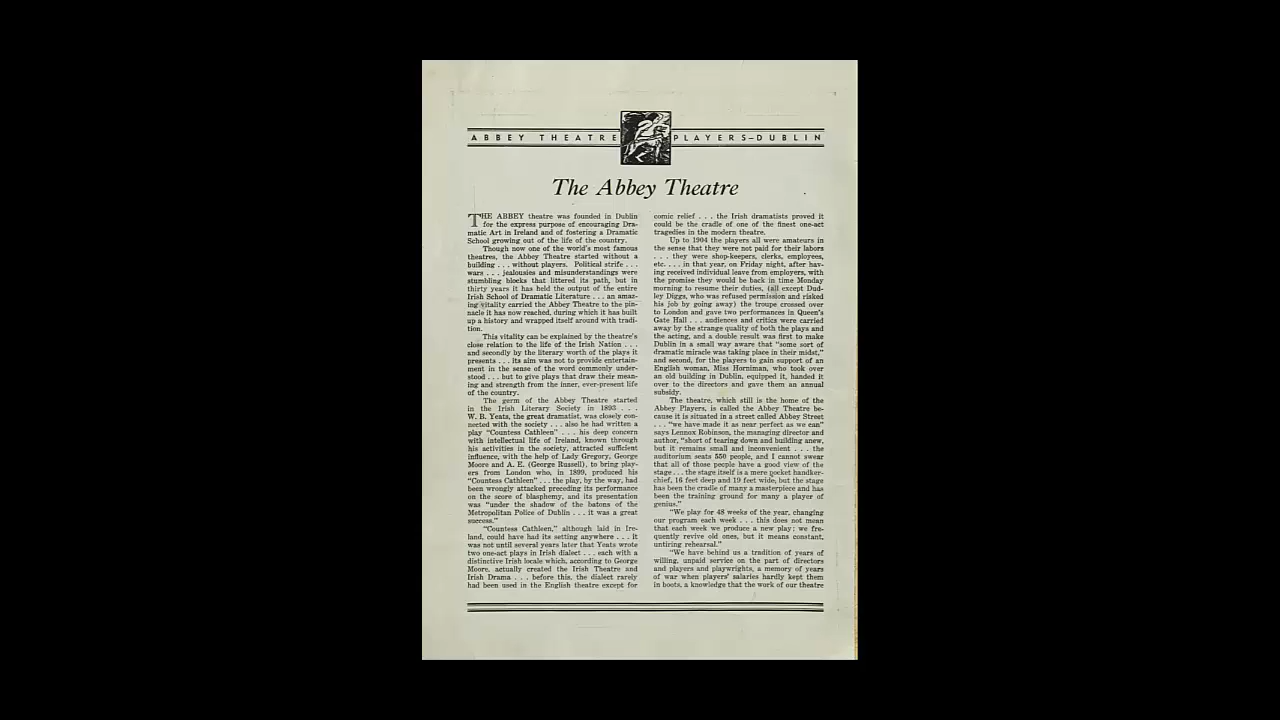 ABBEY THEATRE PLAYERS–DUBLIN
The Abbey Theatre
THE ABBEY theatre was founded in Dublin
for the express purpose of encouraging Dra-
matic Art in Ireland and of fostering a Dramatic
School growing out of the life of the country.
Though now one of the world's most famous
theatres, the Abbey Theatre started without a
building . . . without players. Political strife . . .
wars . . . jealousies and misunderstandings were
stumbling blocks that littered its path, but in
thirty years it has held the output of the entire
Irish School of Dramatic Literature . . . an amaz-
ing vitality carried the Abbey Theatre to the pin-
nacle it has now reached, during which it has built
up a history and wrapped itself around with tradi-
tion.
This vitality can be explained by the theatre's
close relation to the life of the Irish Nation . . .
and secondly by the literary worth of the plays it
presents . . . its aim was not to provide entertain-
ment in the sense of the word commonly under-
stood . . . but to give plays that draw their mean-
ing and strength from the inner, ever-present life
of the country.
The germ of the Abbey Theatre started
in the Irish Literary Society in 1893 . . .
W. B. Yeats, the great dramatist, was closely con-
nected with the society . . . also he had written a
play "Countess Cathleen" . . . his deep concern
with intellectual life of Ireland, known through
his activities in the society, attracted sufficient
influence, with the help of Lady Gregory, George
Moore and A. E. (George Russell), to bring play-
ers from London who, in 1899, produced his
"Countess Cathleen" . . . the play, by the way, had
been wrongly attacked preceding its performance
on the score of blasphemy, and its presentation
was "under the shadow of the batons of the
Metropolitan Police of Dublin . . . it was a great
success."
"Countess Cathleen," although laid in Ire-
land, could have had its setting anywhere . . . it
was not until several years later that Yeats wrote
two one-act plays in Irish dialect . . . each with a
distinctive Irish locale which, according to George
Moore, actually created the Irish Theatre and
Irish Drama . . . before this, the dialect rarely
had been used in the English theatre except for
comic relief . . . the Irish dramatists proved it
could be the cradle of one of the finest one-act
tragedies in the modern theatre.
Up to 1904 the players all were amateurs in
the sense that they were not paid for their labors
. . . they were shop-keepers, clerks, employees,
etc. . . . in that year, on Friday night, after hav-
ing received individual leave from employers, with
the promise they would be back in time Monday
morning to resume their duties, (all except Dud-
ley Diggs, who was refused permission and risked
his job by going away) the troupe crossed over
to London and gave two performances in Queen's
Gate Hall . . . audiences and critics were carried
away by the strange quality of both the plays and
the acting, and a double result was first to make
Dublin in a small way aware that "some sort of
dramatic miracle was taking place in their midst,"
and second, for the players to gain support of an
English woman, Miss Horniman, who took over
an old building in Dublin, equipped it, handed it
over to the directors and gave them an annual
subsidy.
The theatre, which still is the home of the
Abbey Players, is called the Abbey Theatre be-
cause it is situated in a street called Abbey Street
. . . "we have made it as near perfect as we can"
says Lennox Robinson, the managing director and
author, "short of tearing down and building anew,
but it remains small and inconvenient . . . the
auditorium seats 550 people, and I cannot swear
that all of those people have a good view of the
stage . . . the stage itself is a mere pocket handker-
chief, 16 feet deep and 19 feet wide, but the stage
has been the cradle of many a masterpiece and has
been the training ground for many a player of
genius."
"We play for 48 weeks of the year, changing
our program each week . . . this does not mean
that each week we produce a new play; we fre-
quently revive old ones, but it means constant,
untiring rehearsal."
"We have behind us a tradition of years of
willing, unpaid service on the part of directors
and players and playwrights, a memory of years
of war when players' salaries hardly kept them
in boots, a knowledge that the work of our theatre